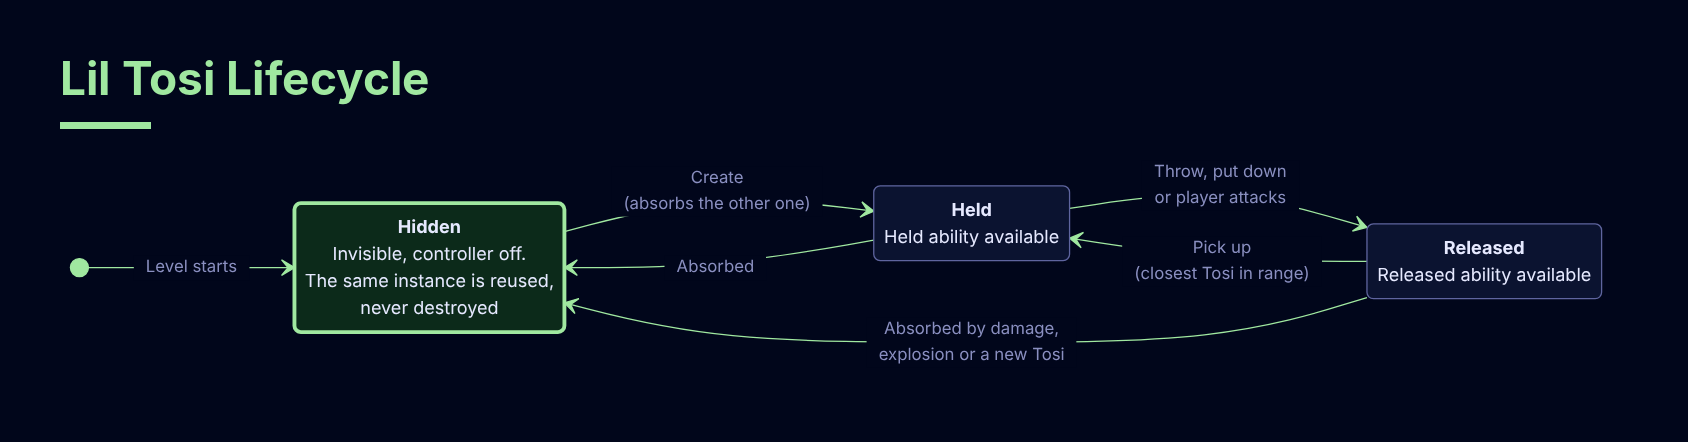 Lil Tosi Lifecycle
Level starts
Hidden
Invisible, controller off.
The same instance is reused,
never destroyed
Create
(absorbs the other one)
Absorbed
Held
Held ability available
Throw, put down
or player attacks
Pick up
(closest Tosi in range)
Released
Released ability available
Absorbed by damage,
explosion or a new Tosi